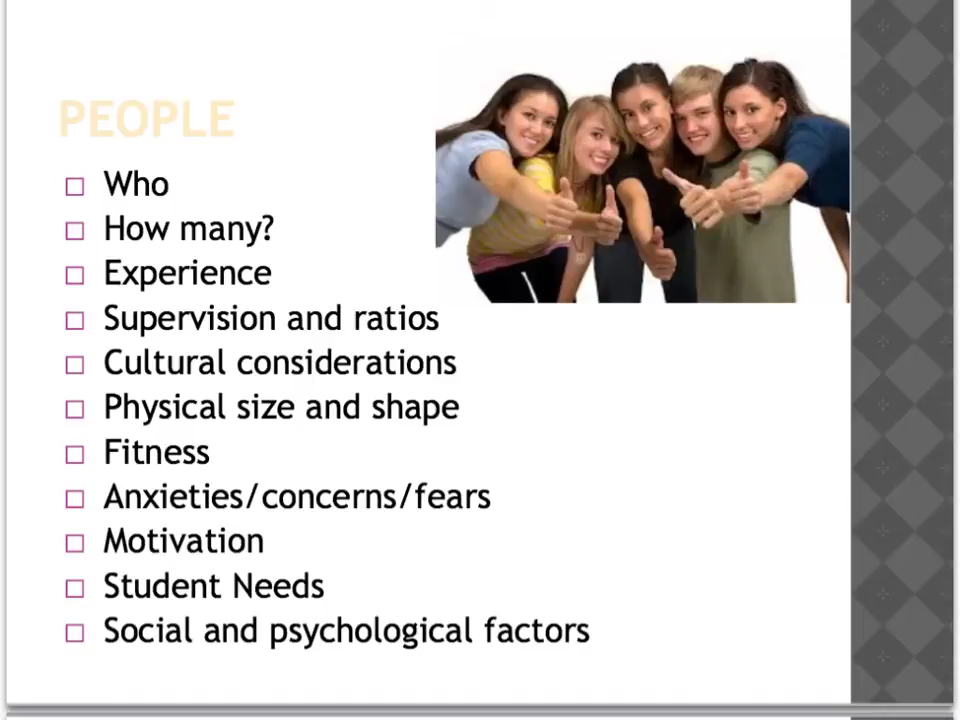 PEOPLE
Who
How many?
Experience
Supervision and ratios
Cultural considerations
Physical size and shape
Fitness
Anxieties/concerns/fears
Motivation
Student Needs
Social and psychological factors